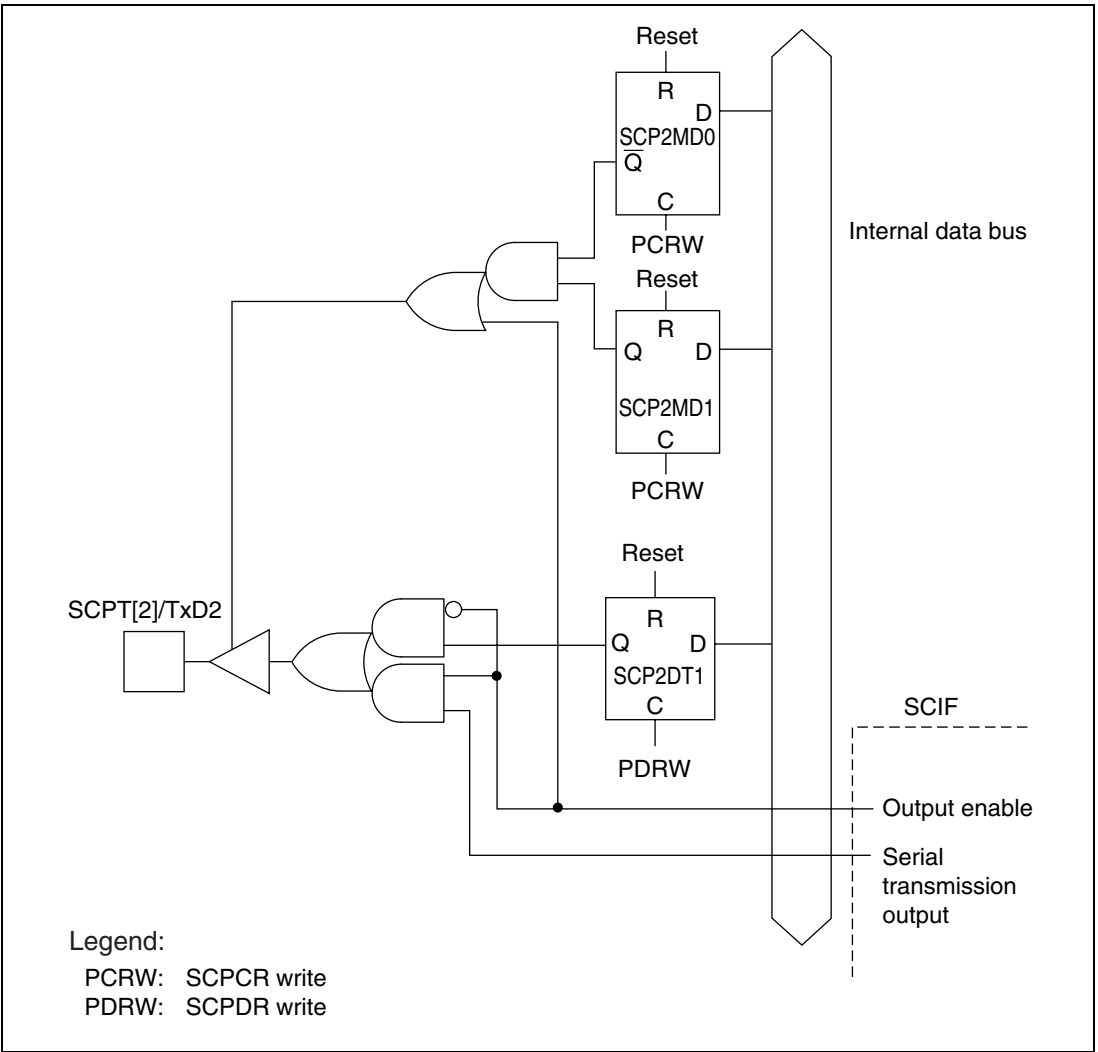 Reset
R
D
SCP2MD0
Q̅
C
PCRW
Internal data bus
Reset
R
Q D
SCP2MD1
C
PCRW
Reset
SCPT[2]/TxD2
R
Q D
SCP2DT1
C
SCIF
PDRW
Output enable
Serial
transmission
output
Legend:
PCRW: SCPCR write
PDRW: SCPDR write